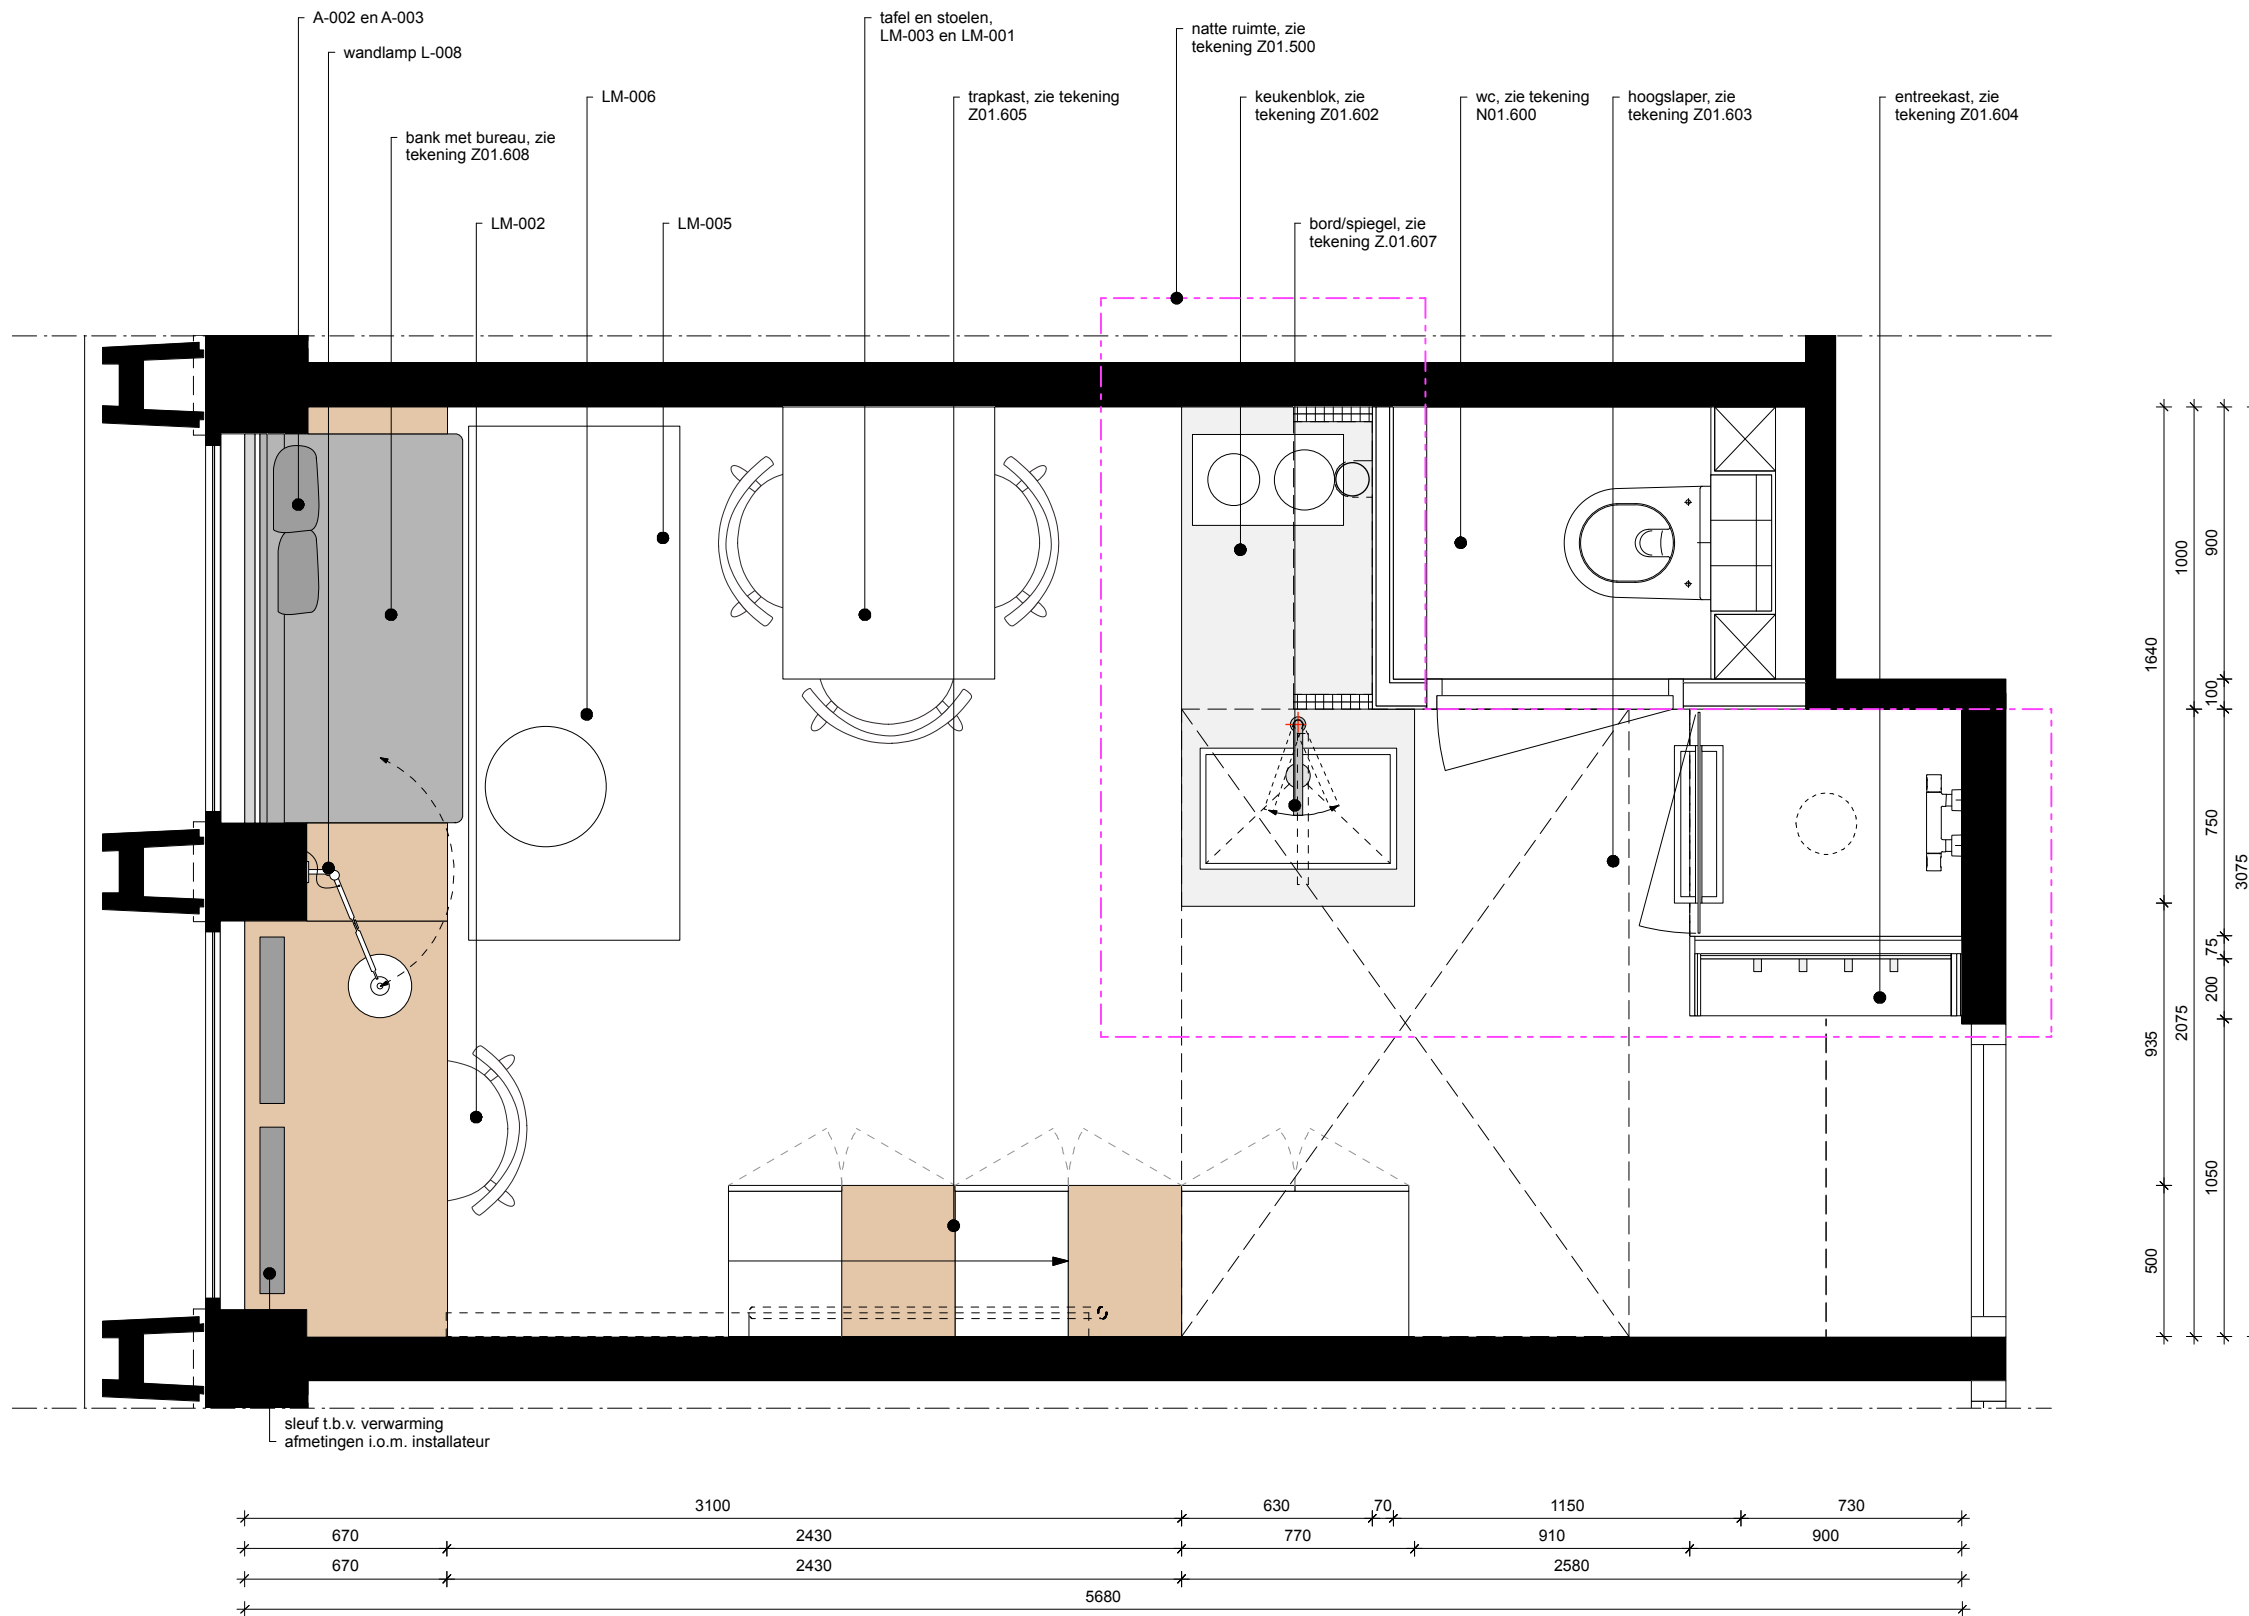 A-002 en A-003
wandlamp L-008
tafel en stoelen,
LM-003 en LM-001
natte ruimte, zie
tekening Z01.500
LM-006
trapkast, zie tekening
Z01.605
keukenblok, zie
tekening Z01.602
wc, zie tekening
N01.600
hoogslaper, zie
tekening Z01.603
entreekast, zie
tekening Z01.604
bank met bureau, zie
tekening Z01.608
LM-002
LM-005
bord/spiegel, zie
tekening Z.01.607
1640
935
500
1000
2075
900
100
750
75
200
1050
3075
sleuf t.b.v. verwarming
afmetingen i.o.m. installateur
3100 630 70 1150 730
670 2430 770 910 900
670 2430 2580
5680